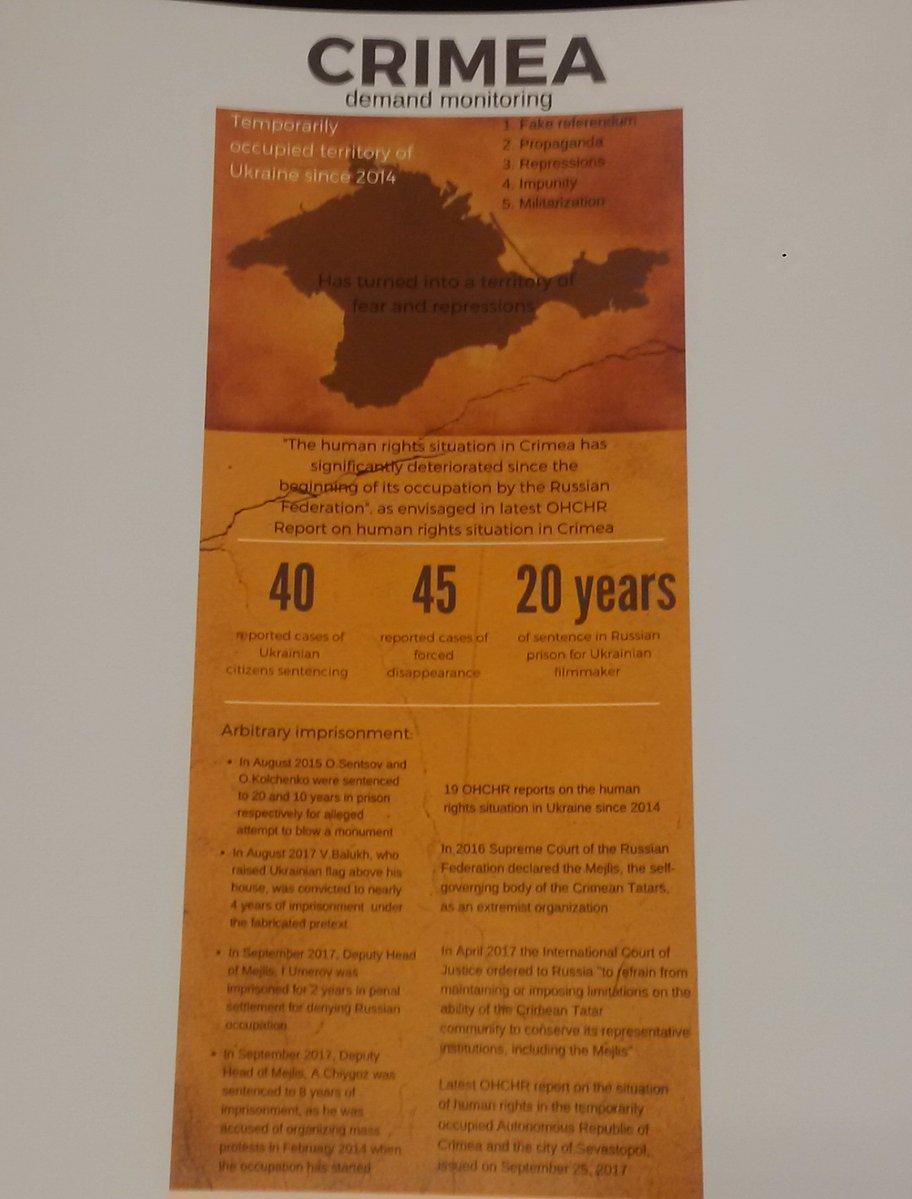 CRIMEA
demand monitoring
Temporarily
occupied territory of
Ukraine since 2014
1. Fake referendum
2. Propaganda
3. Repressions
4. Impunity
5. Militarization
Has turned into a territory of
fear and repressions
"The human rights situation in Crimea has
significantly deteriorated since the
beginning of its occupation by the Russian
Federation", as envisaged in latest OHCHR
Report on human rights situation in Crimea
40
reported cases of
Ukrainian
citizens sentencing
45
reported cases of
forced
disappearance
20 years
of sentence in Russian
prison for Ukrainian
filmmaker
Arbitrary imprisonment:
• In August 2015 O.Sentsov and
O.Kolchenko were sentenced
to 20 and 10 years in prison
respectively for alleged
attempt to blow a monument
• In August 2017 V.Balukh, who
raised Ukrainian flag above his
house, was convicted to nearly
4 years of imprisonment under
the fabricated pretext
• In September 2017, Deputy Head
of Mejlis, I.Umerov was
imprisoned for 2 years in penal
settlement for denying Russian
occupation
• In September 2017, Deputy
Head of Mejlis, A.Chiygoz was
sentenced to 8 years of
imprisonment, as he was
accused of organizing mass
protests in February 2014 when
the occupation has started
19 OHCHR reports on the human
rights situation in Ukraine since 2014
In 2016 Supreme Court of the Russian
Federation declared the Mejlis, the self-
governing body of the Crimean Tatars,
as an extremist organization
In April 2017 the International Court of
Justice ordered to Russia "to refrain from
maintaining or imposing limitations on the
ability of the Crimean Tatar
community to conserve its representative
institutions, including the Mejlis"
Latest OHCHR report on the situation
of human rights in the temporarily
occupied Autonomous Republic of
Crimea and the city of Sevastopol,
issued on September 25, 2017